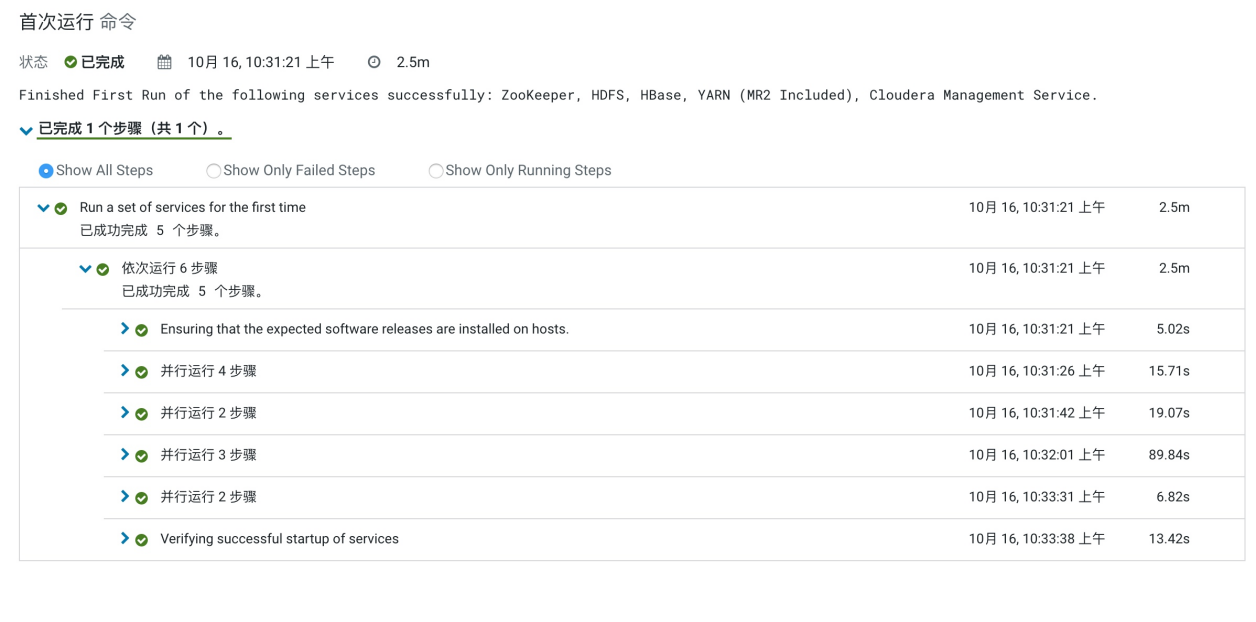 首次运行 命令
状态 已完成 10月 16, 10:31:21 上午 2.5m
Finished First Run of the following services successfully: ZooKeeper, HDFS, HBase, YARN (MR2 Included), Cloudera Management Service.
已完成 1 个步骤（共 1 个）。
Show All Steps Show Only Failed Steps Show Only Running Steps
Run a set of services for the first time 10月 16, 10:31:21 上午 2.5m
已成功完成 5 个步骤。
依次运行 6 步骤 10月 16, 10:31:21 上午 2.5m
已成功完成 5 个步骤。
Ensuring that the expected software releases are installed on hosts. 10月 16, 10:31:21 上午 5.02s
并行运行 4 步骤 10月 16, 10:31:26 上午 15.71s
并行运行 2 步骤 10月 16, 10:31:42 上午 19.07s
并行运行 3 步骤 10月 16, 10:32:01 上午 89.84s
并行运行 2 步骤 10月 16, 10:33:31 上午 6.82s
Verifying successful startup of services 10月 16, 10:33:38 上午 13.42s